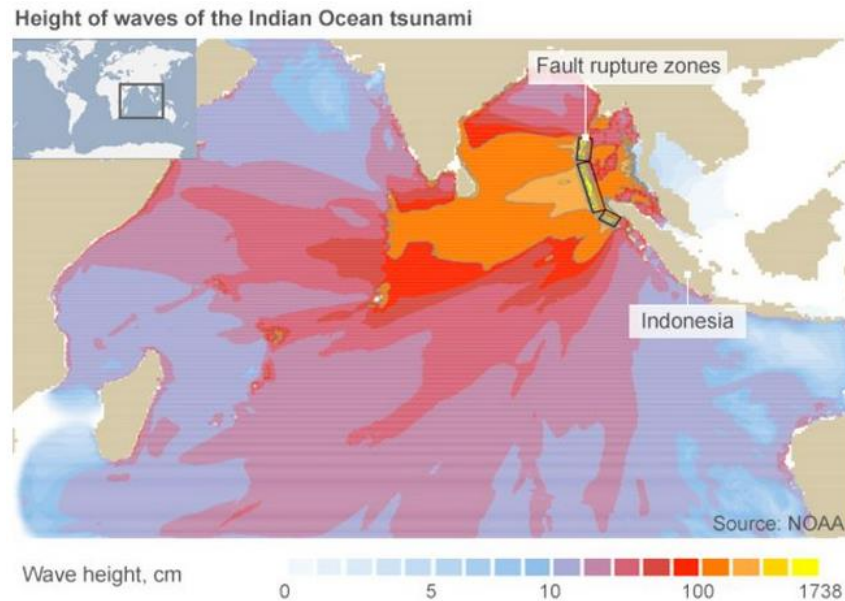 Height of waves of the Indian Ocean tsunami
Fault rupture zones
Indonesia
Source: NOAA
Wave height, cm
0 5 10 100 1738